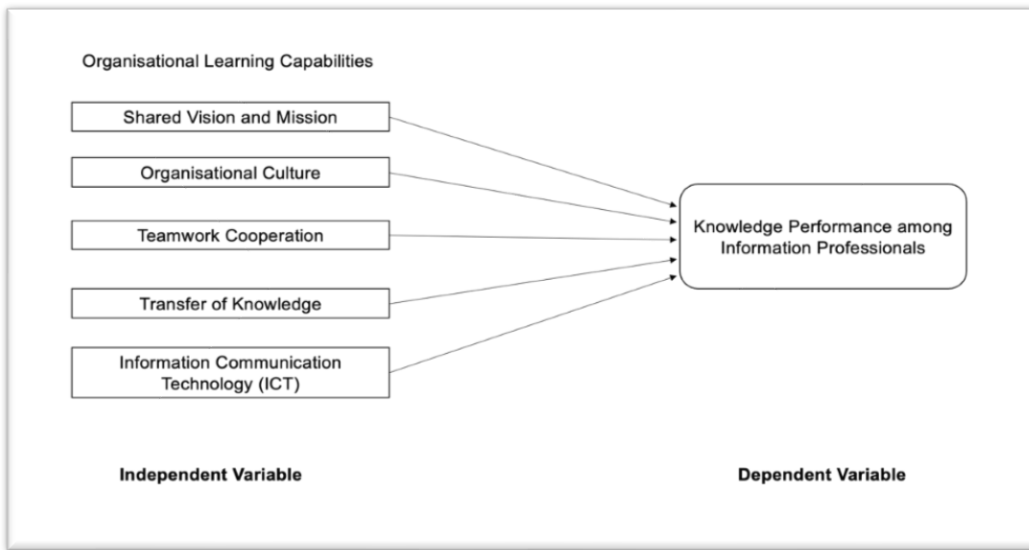 Organisational Learning Capabilities
Shared Vision and Mission
Organisational Culture
Teamwork Cooperation
Transfer of Knowledge
Information Communication
Technology (ICT)
Knowledge Performance among
Information Professionals
Independent Variable
Dependent Variable